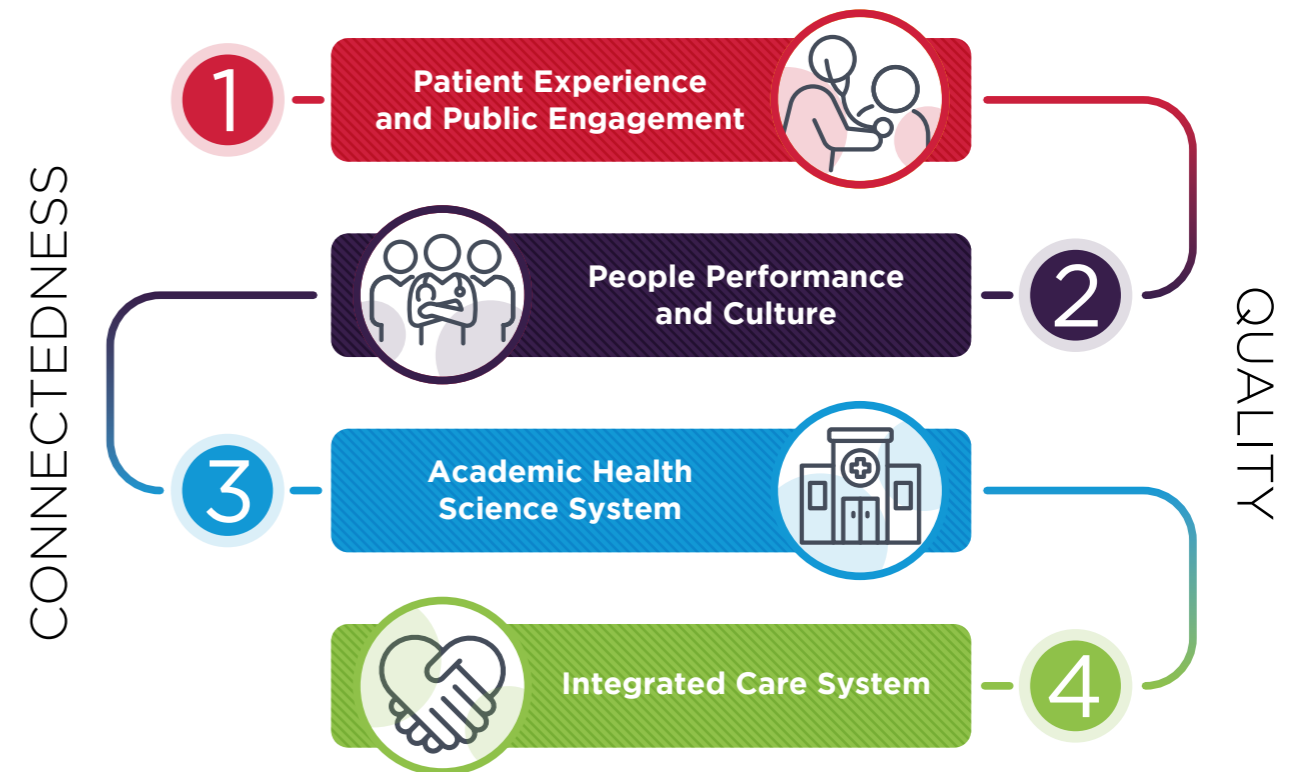 1
Patient Experience
and Public Engagement
CONNECTEDNESS
People Performance
and Culture
2
QUALITY
3
Academic Health
Science System
Integrated Care System
4